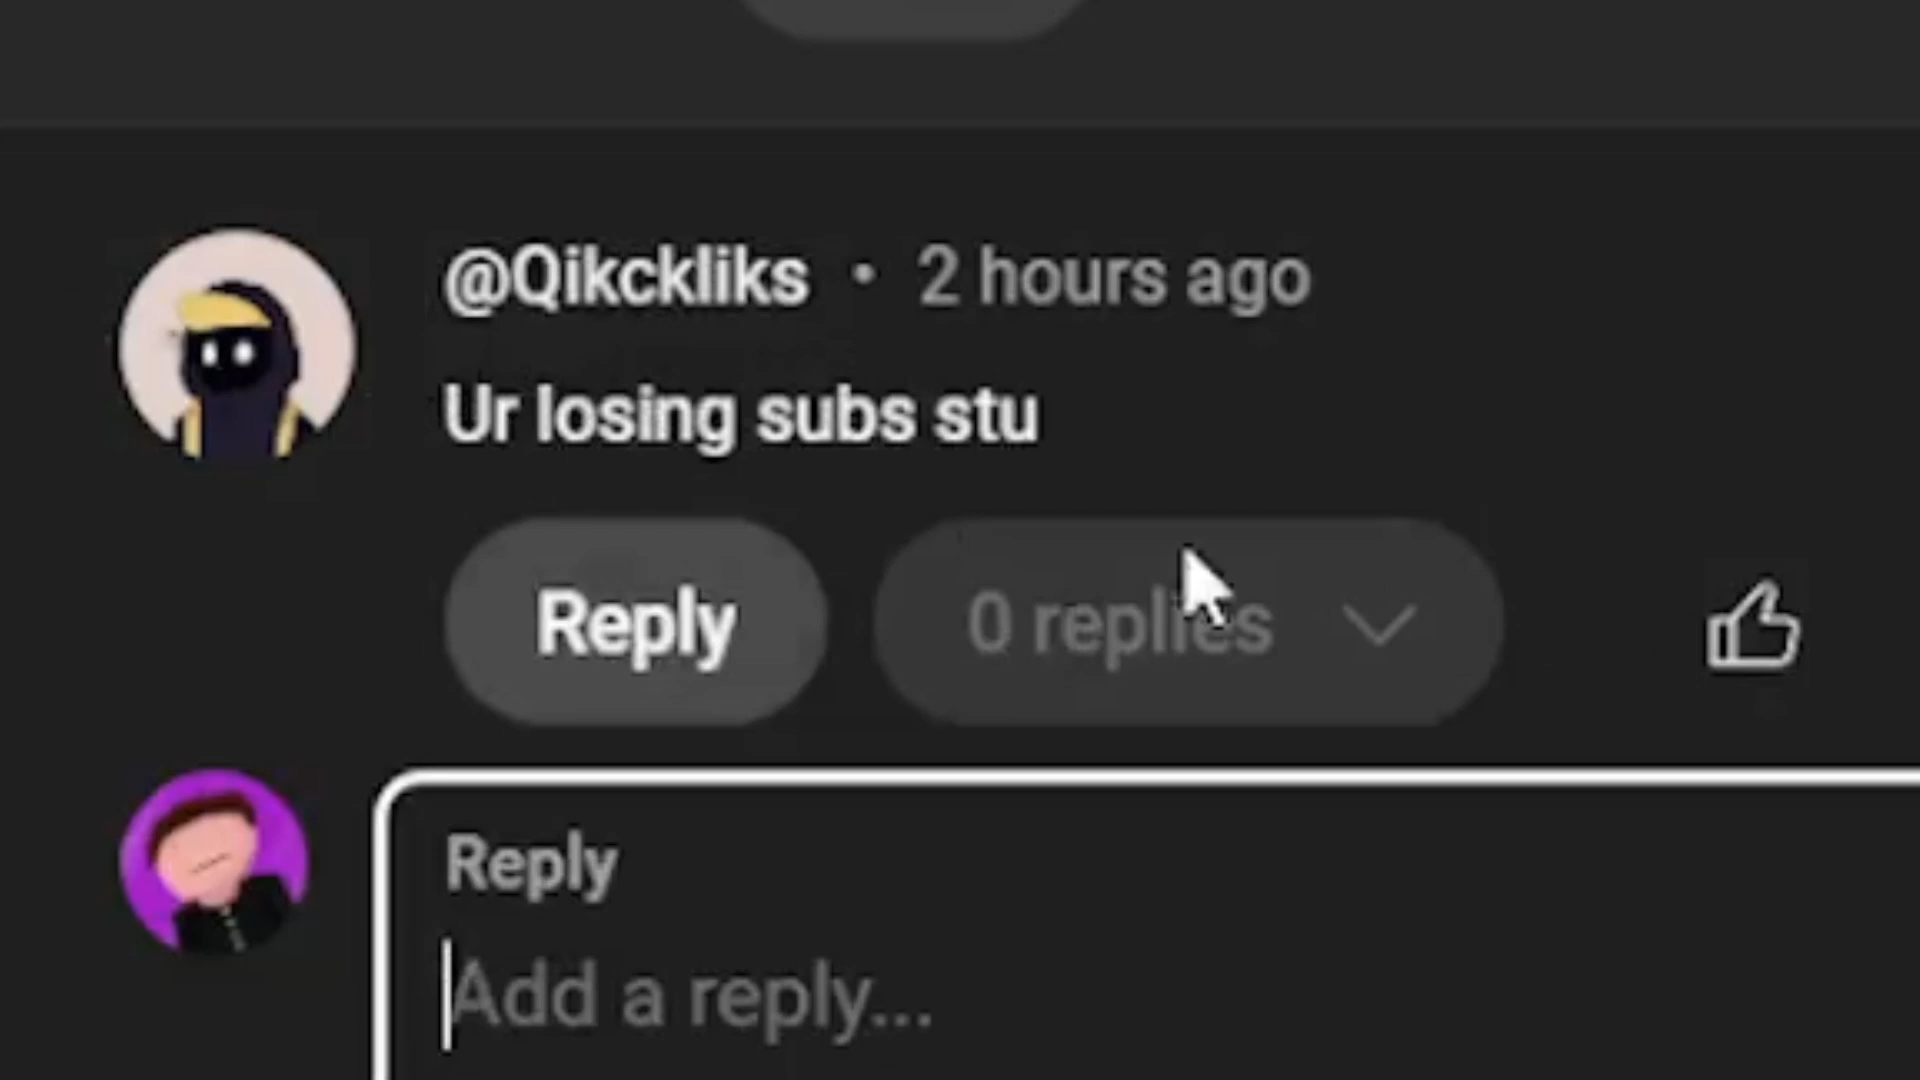 @Qikckliks • 2 hours ago
Ur losing subs stu
Reply 0 replies
Reply
Add a reply...